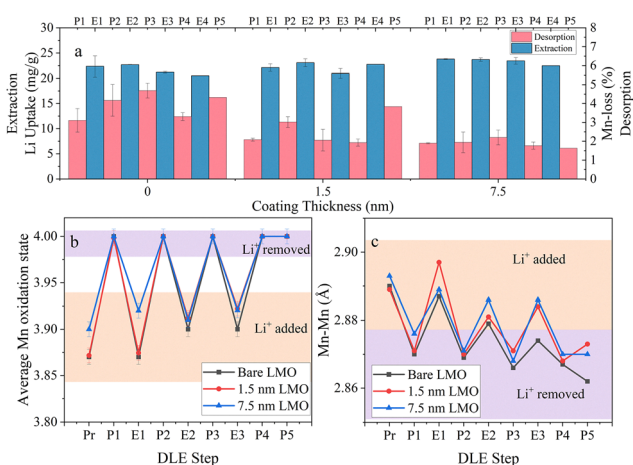 P1 E1 P2 E2 P3 E3 P4 E4 P5 P1 E1 P2 E2 P3 E3 P4 E4 P5 P1 E1 P2 E2 P3 E3 P4 E4 P5
a
Desorption
Extraction
Extraction
Li Uptake (mg/g)
30
25
20
15
10
5
0
8
7
6
5
4
3
2
1
0
Mn-loss (%)
Desorption
0 1.5 7.5
Coating Thickness (nm)
b
Average Mn oxidation state
4.00
3.95
3.90
3.85
3.80
Li+ removed
Li+ added
Bare LMO
1.5 nm LMO
7.5 nm LMO
Pr P1 E1 P2 E2 P3 E3 P4 P5
DLE Step
c
Mn-Mn (Å)
2.90
2.88
2.86
Li+ added
Li+ removed
Bare LMO
1.5 nm LMO
7.5 nm LMO
Pr P1 E1 P2 E2 P3 E3 P4 P5
DLE Step